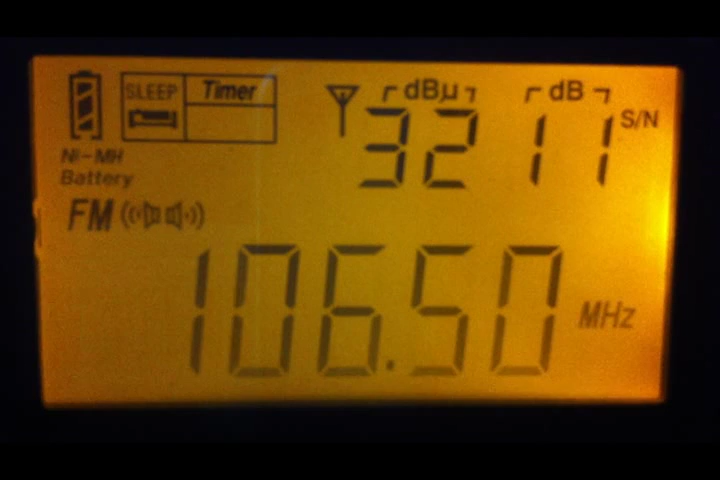 SLEEP Timer dBµ dB
32 11 S/N
Ni-MH
Battery
FM
106.50 MHz